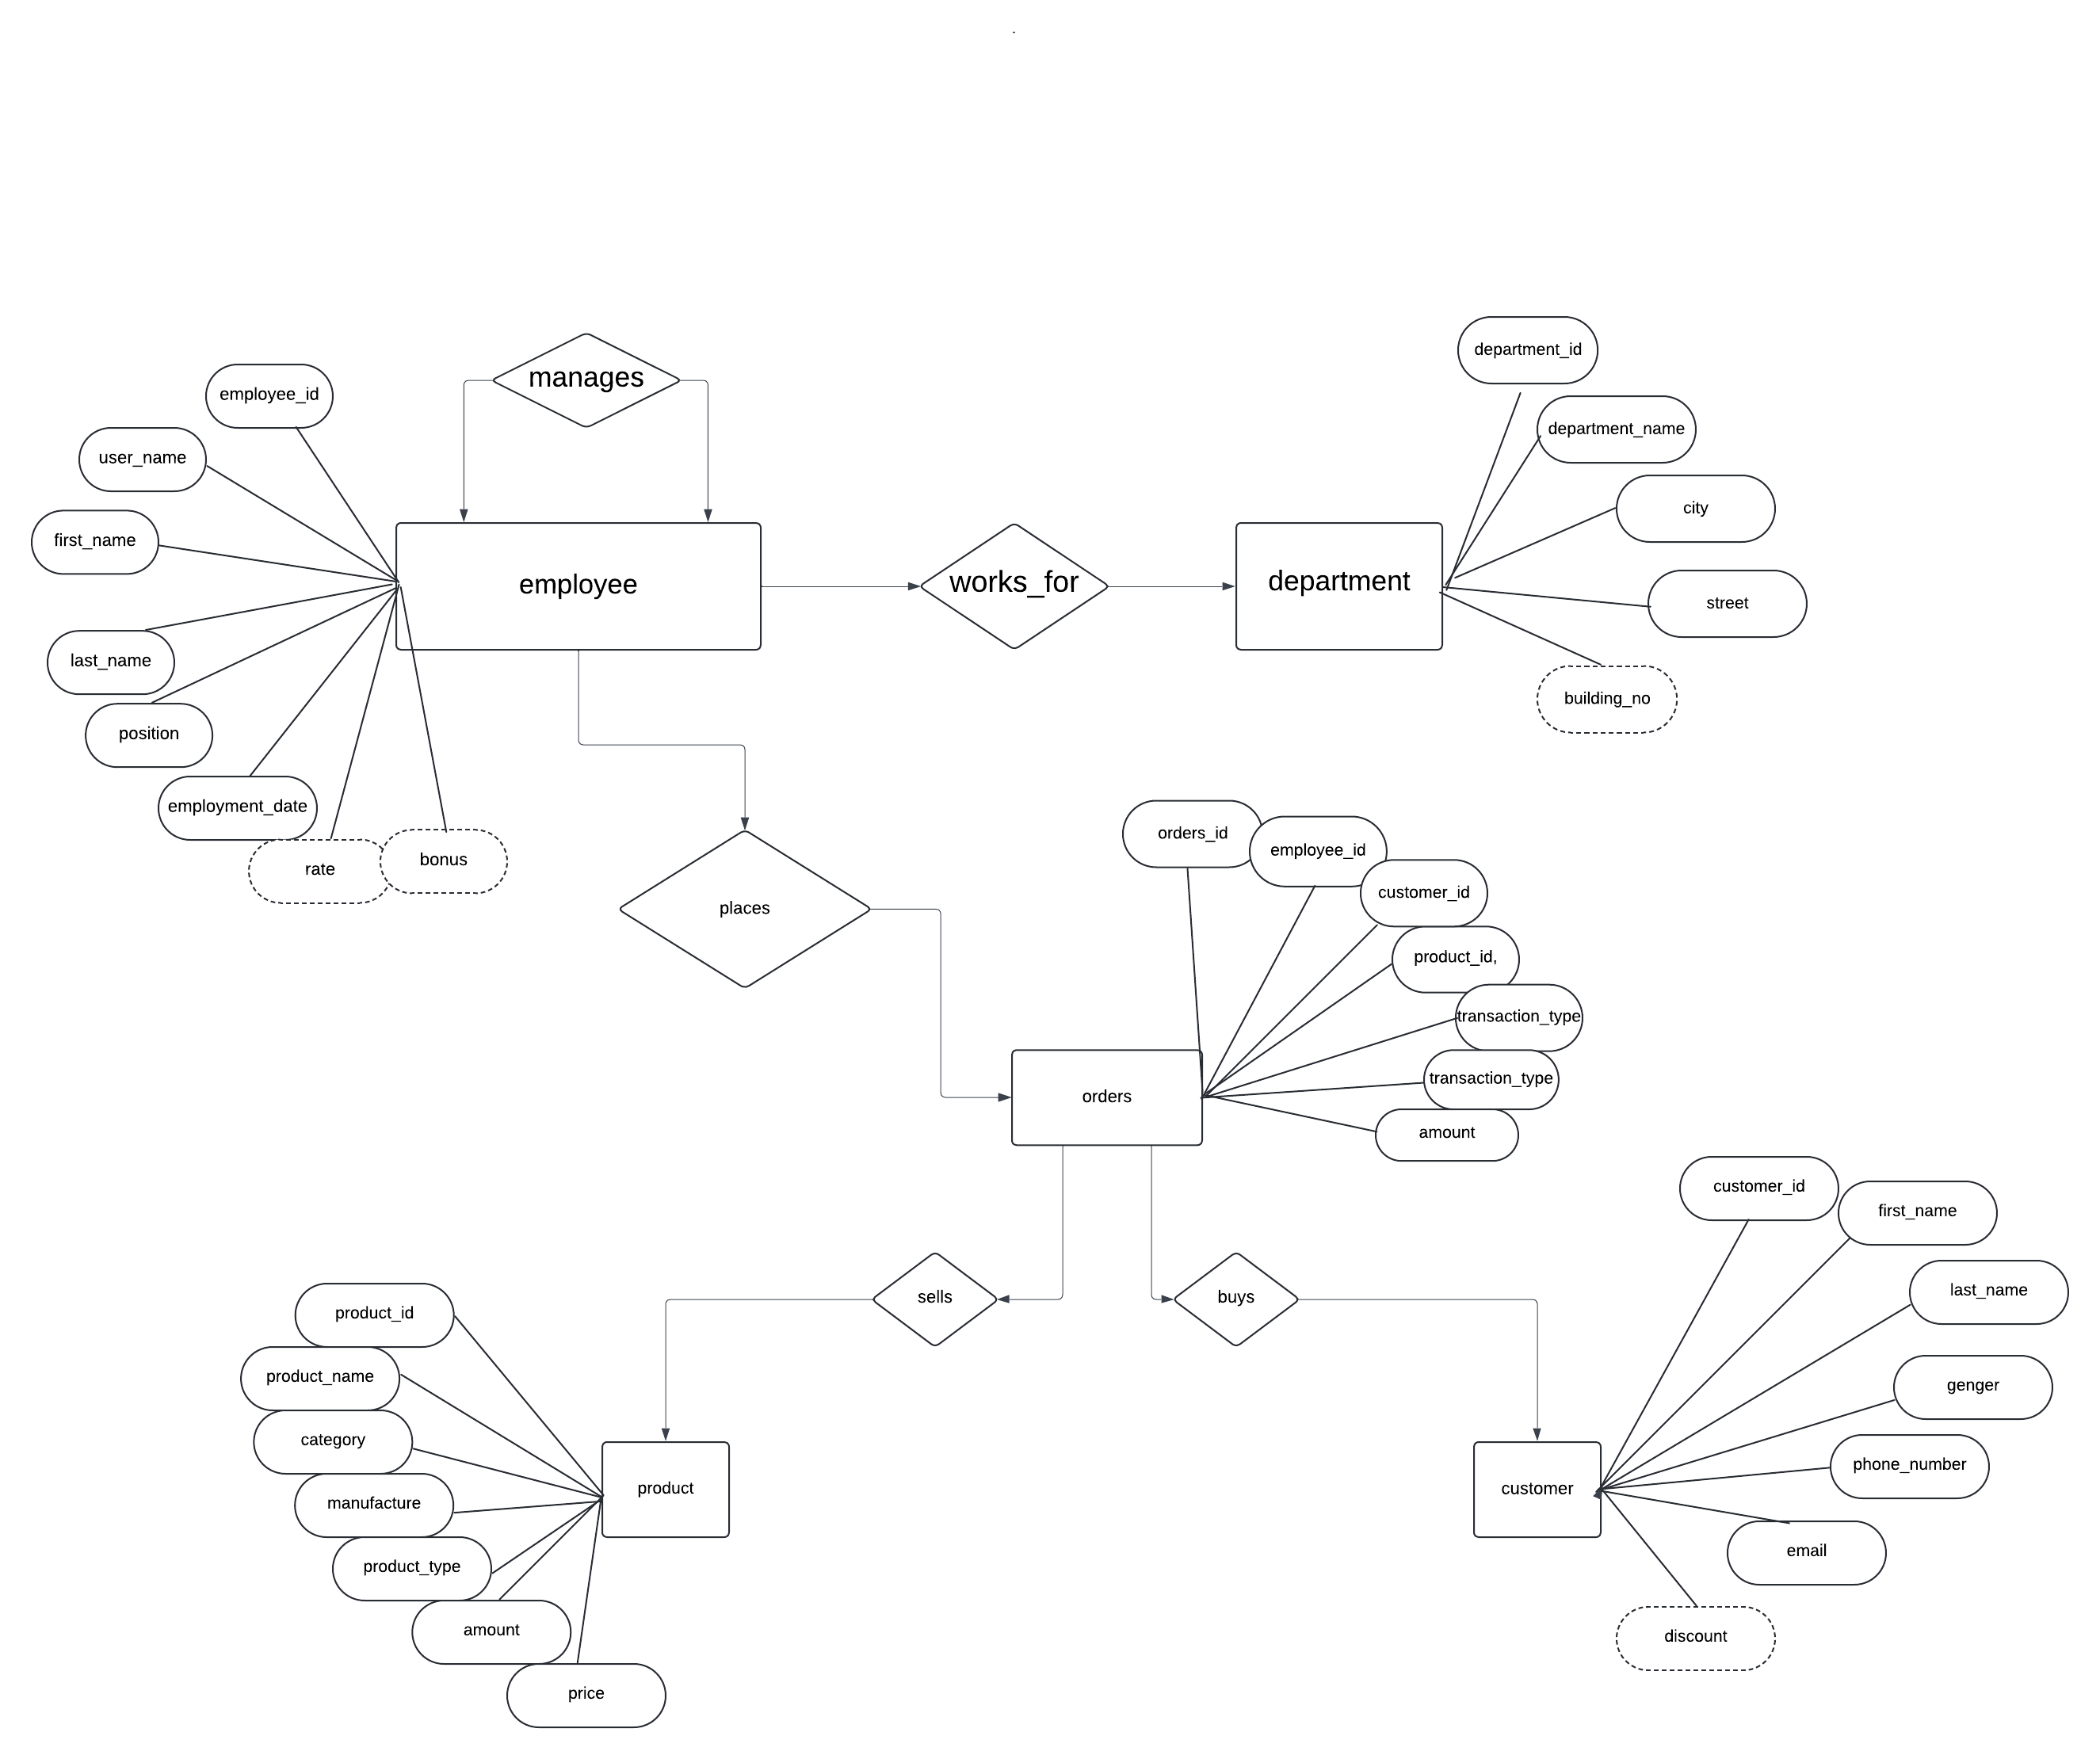 manages
department_id
employee_id
department_name
user_name
city
first_name
employee
works_for
department
street
last_name
building_no
position
employment_date
rate
bonus
orders_id
employee_id
customer_id
places
product_id,
transaction_type
transaction_type
orders
amount
customer_id
first_name
last_name
sells
buys
product_id
product_name
genger
category
phone_number
product
customer
manufacture
email
product_type
amount
discount
price